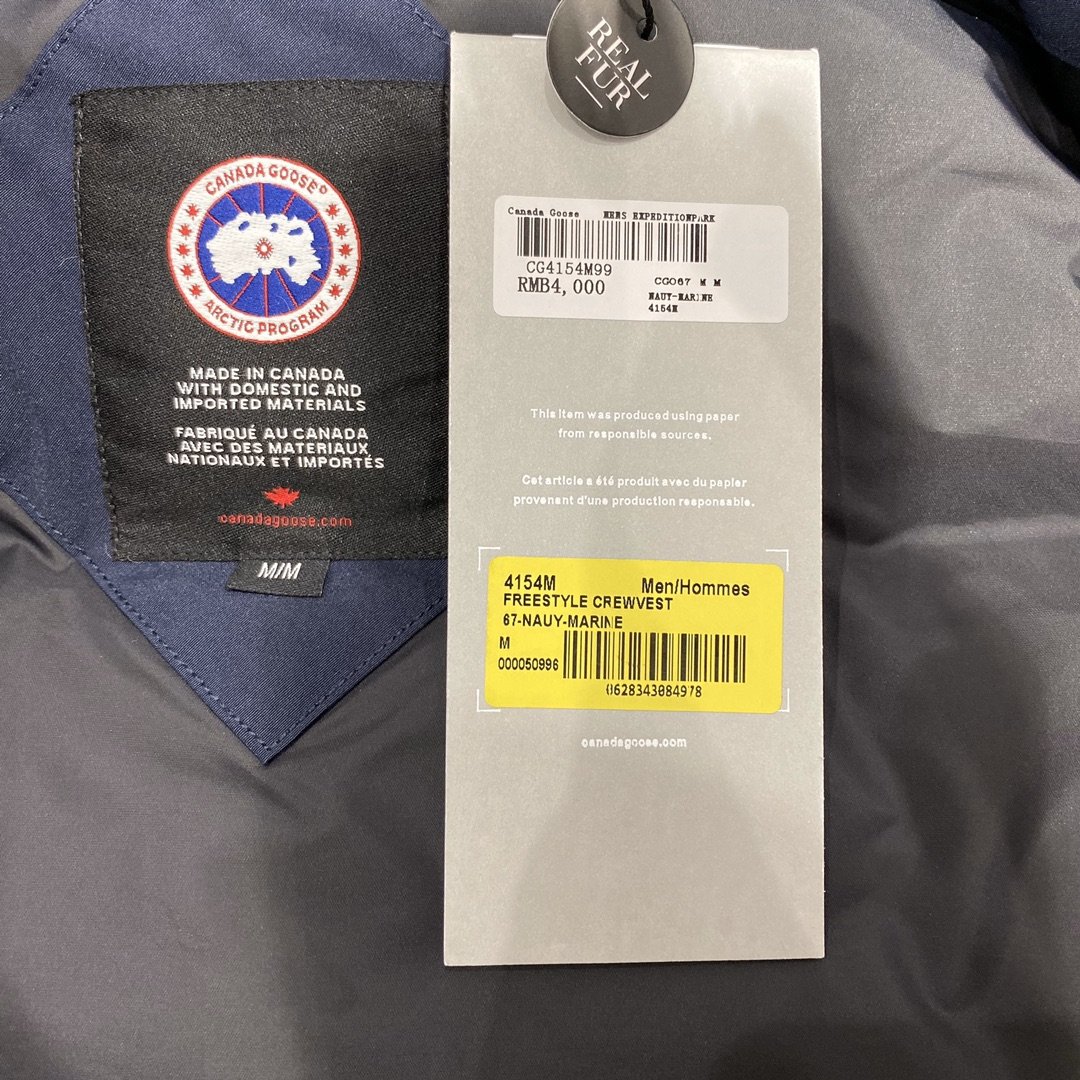 CANADA GOOSE®
ARCTIC PROGRAM
MADE IN CANADA
WITH DOMESTIC AND
IMPORTED MATERIALS
FABRIQUÉ AU CANADA
AVEC DES MATERIAUX
NATIONAUX ET IMPORTÉS
canadagoose.com
M/M
REAL
FUR
Canada Goose MENS EXPEDITIONPARK
CG4154M99
RMB4,000
CGO67 M M
NAUY-MARINE
4154M
This item was produced using paper
from responsible sources.
Cet article a été produit avec du papier
provenant d'une production responsable.
4154M Men/Hommes
FREESTYLE CREWVEST
67-NAUY-MARINE
M
000050996
0628343084978
canadagoose.com